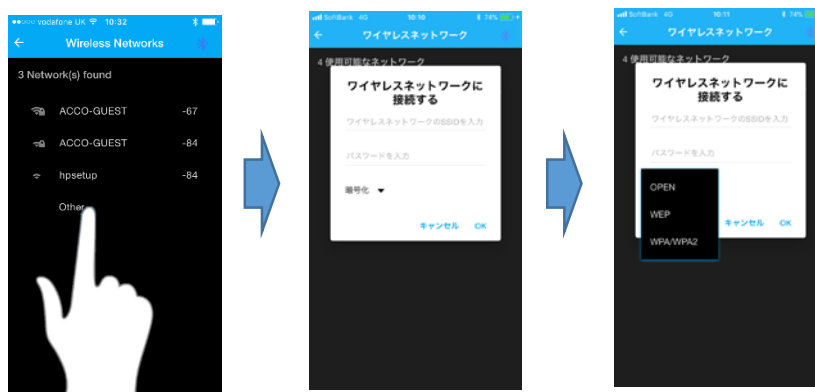 vodafone UK 10:32
Wireless Networks
3 Network(s) found
ACCO-GUEST -67
ACCO-GUEST -84
hpsetup -84
Other
SoftBank 4G 10:10 74%
ワイヤレスネットワーク
4 使用可能なネットワーク
ワイヤレスネットワークに
接続する
ワイヤレスネットワークのSSIDを入力
パスワードを入力
暗号化
キャンセル OK
SoftBank 4G 10:11 74%
ワイヤレスネットワーク
4 使用可能なネットワーク
ワイヤレスネットワークに
接続する
ワイヤレスネットワークのSSIDを入力
パスワードを入力
OPEN
WEP
WPA/WPA2
キャンセル OK